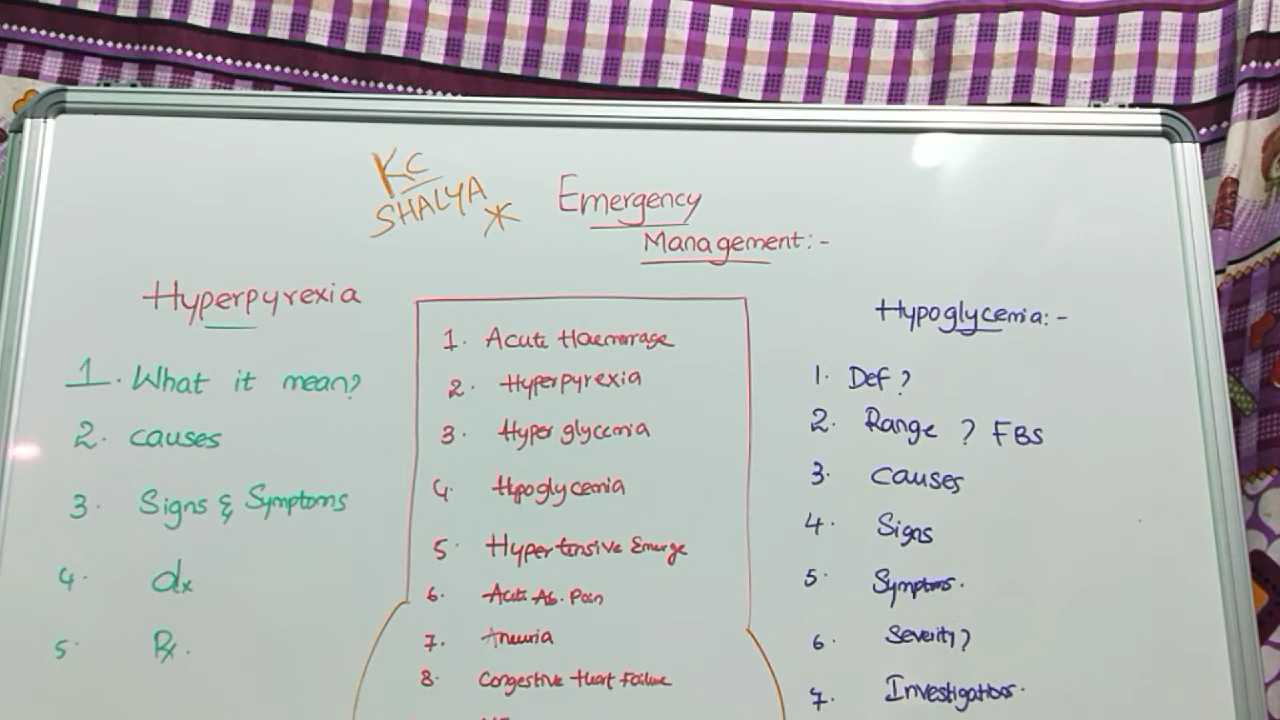 KC
SHALYA *
Emergency
Management:-
Hyperpyrexia
1. What it mean?
2. causes
3. Signs & Symptoms
4. dx
5. Rx.
1. Acute Haemorrage
2. Hyperpyrexia
3. Hyper glycemia
4. Hpoglycemia
5. Hypertensive Emerge
6. Acute Ab. Pain
7. Aneuria
8. Congestive Heart Failure
Hypoglycemia:-
1. Def?
2. Range ? FBS
3. Causes
4. Signs
5. Symptoms.
6. Severity?
7. Investigations.